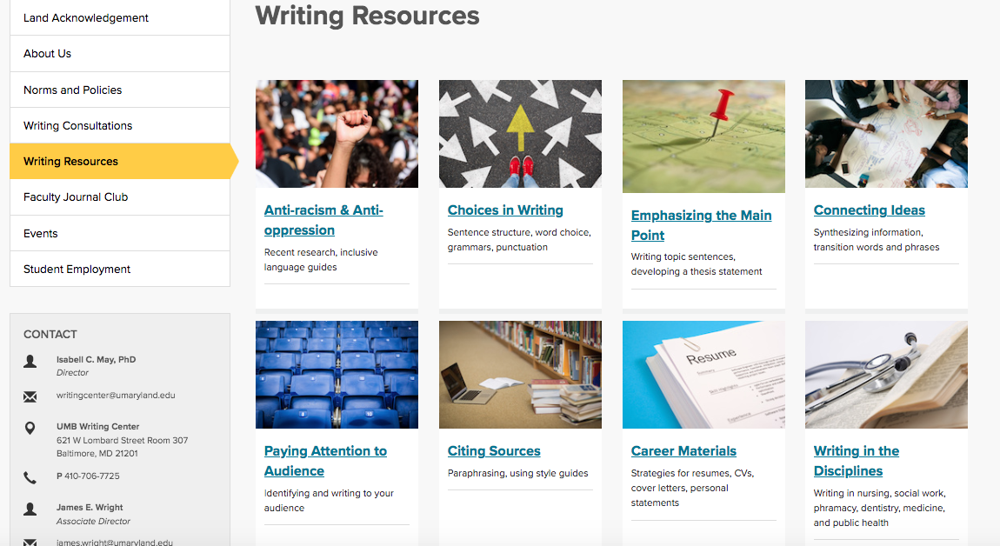 Land Acknowledgement
About Us
Norms and Policies
Writing Consultations
Writing Resources
Faculty Journal Club
Events
Student Employment
CONTACT
Isabell C. May, PhD
Director
writingcenter@umaryland.edu
UMB Writing Center
621 W Lombard Street Room 307
Baltimore, MD 21201
P 410-706-7725
James E. Wright
Associate Director
james.wright@umaryland.edu
Writing Resources
Anti-racism & Anti-
oppression
Recent research, inclusive
language guides
Choices in Writing
Sentence structure, word choice,
grammars, punctuation
Emphasizing the Main
Point
Writing topic sentences,
developing a thesis statement
Connecting Ideas
Synthesizing information,
transition words and phrases
Paying Attention to
Audience
Identifying and writing to your
audience
Citing Sources
Paraphrasing, using style guides
Resume
Career Materials
Strategies for resumes, CVs,
cover letters, personal
statements
Writing in the
Disciplines
Writing in nursing, social work,
phramacy, dentistry, medicine,
and public health